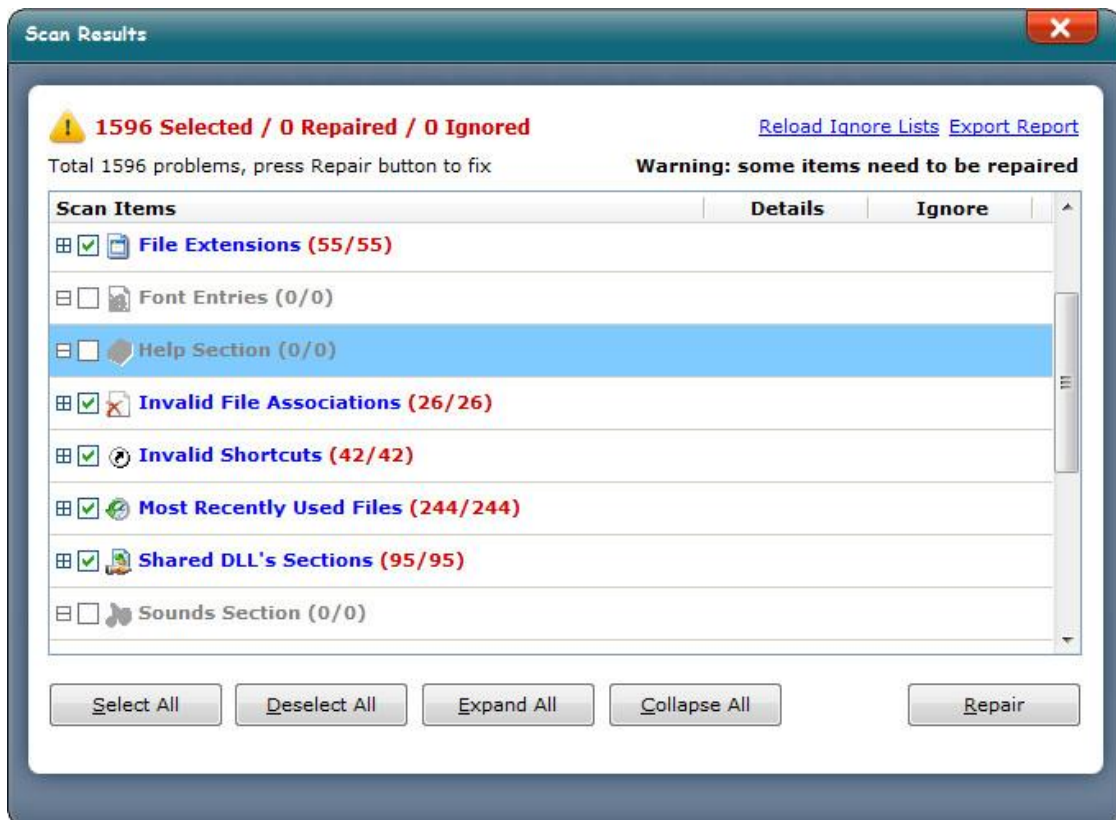 Scan Results
1596 Selected / 0 Repaired / 0 Ignored Reload Ignore Lists Export Report
Total 1596 problems, press Repair button to fix Warning: some items need to be repaired
Scan Items Details Ignore
File Extensions (55/55)
Font Entries (0/0)
Help Section (0/0)
Invalid File Associations (26/26)
Invalid Shortcuts (42/42)
Most Recently Used Files (244/244)
Shared DLL's Sections (95/95)
Sounds Section (0/0)
Select All Deselect All Expand All Collapse All Repair